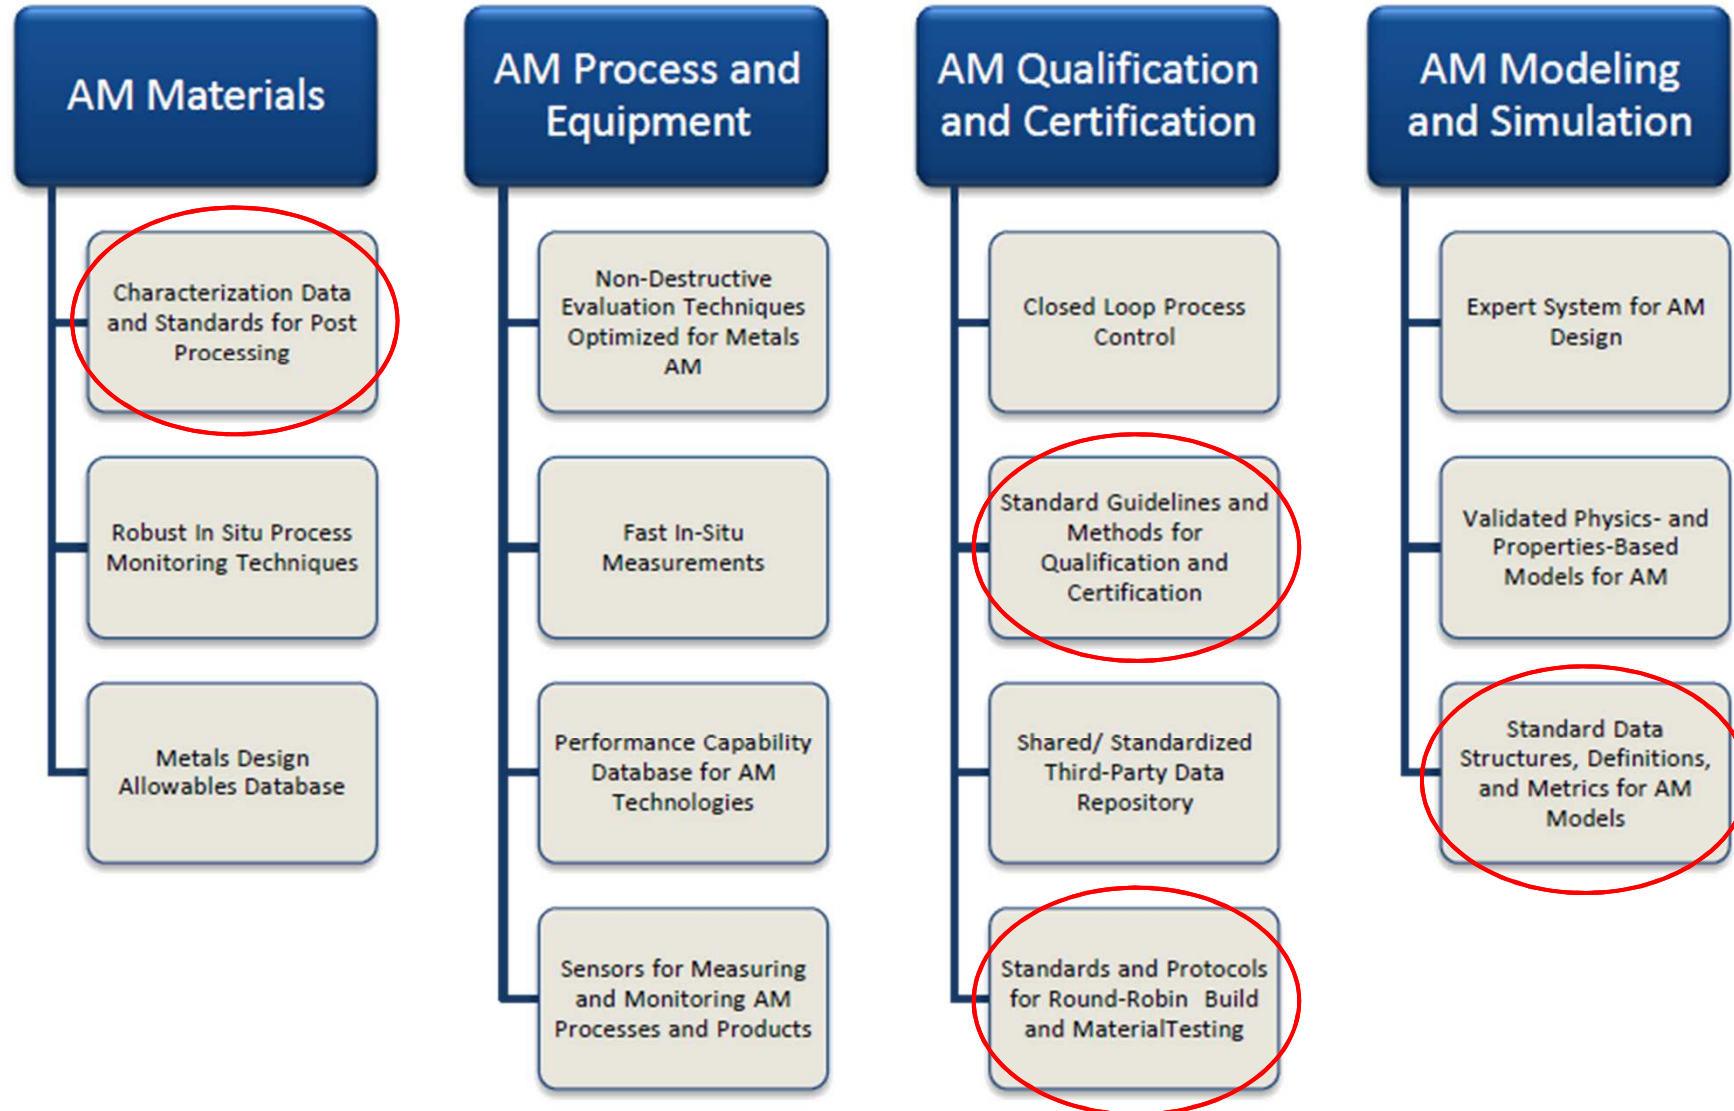 AM Materials
Characterization Data
and Standards for Post
Processing
Robust In Situ Process
Monitoring Techniques
Metals Design
Allowables Database
AM Process and
Equipment
Non-Destructive
Evaluation Techniques
Optimized for Metals
AM
Fast In-Situ
Measurements
Performance Capability
Database for AM
Technologies
Sensors for Measuring
and Monitoring AM
Processes and Products
AM Qualification
and Certification
Closed Loop Process
Control
Standard Guidelines and
Methods for
Qualification and
Certification
Shared/ Standardized
Third-Party Data
Repository
Standards and Protocols
for Round-Robin  Build
and MaterialTesting
AM Modeling
and Simulation
Expert System for AM
Design
Validated Physics- and
Properties-Based
Models for AM
Standard Data
Structures, Definitions,
and Metrics for AM
Models